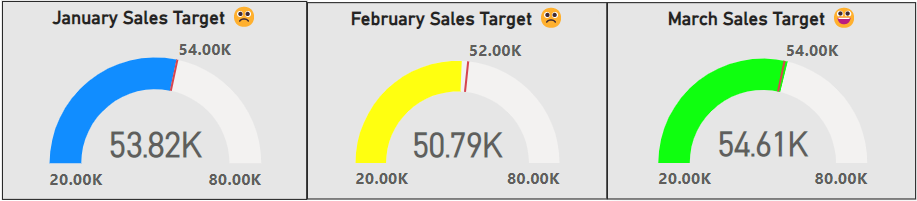 January Sales Target ☹️
54.00K
53.82K
20.00K 80.00K
February Sales Target ☹️
52.00K
50.79K
20.00K 80.00K
March Sales Target 😀
54.00K
54.61K
20.00K 80.00K